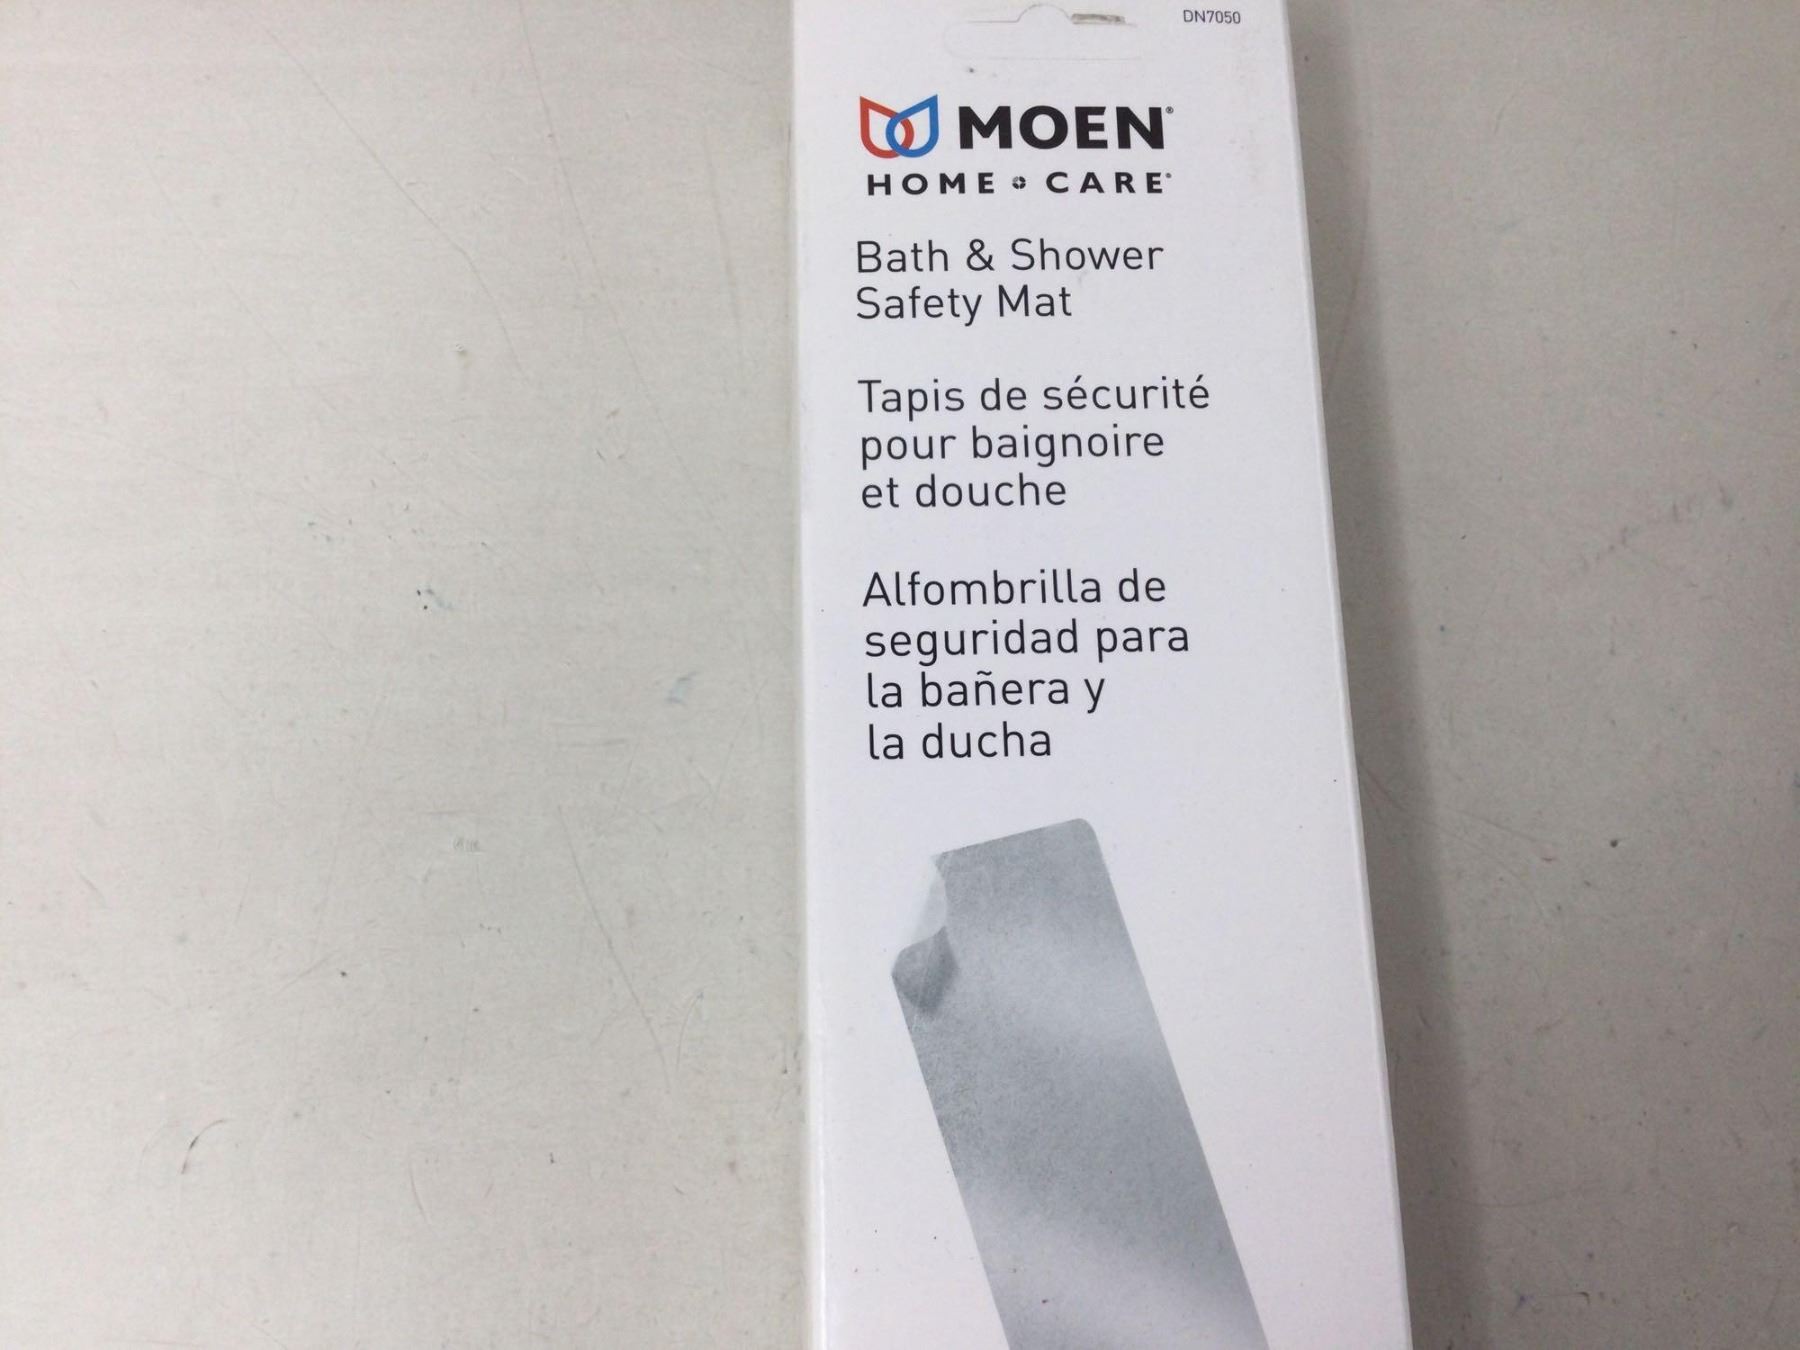 DN7050
MOEN®
HOME CARE®
Bath & Shower
Safety Mat
Tapis de sécurité
pour baignoire
et douche
Alfombrilla de
seguridad para
la bañera y
la ducha